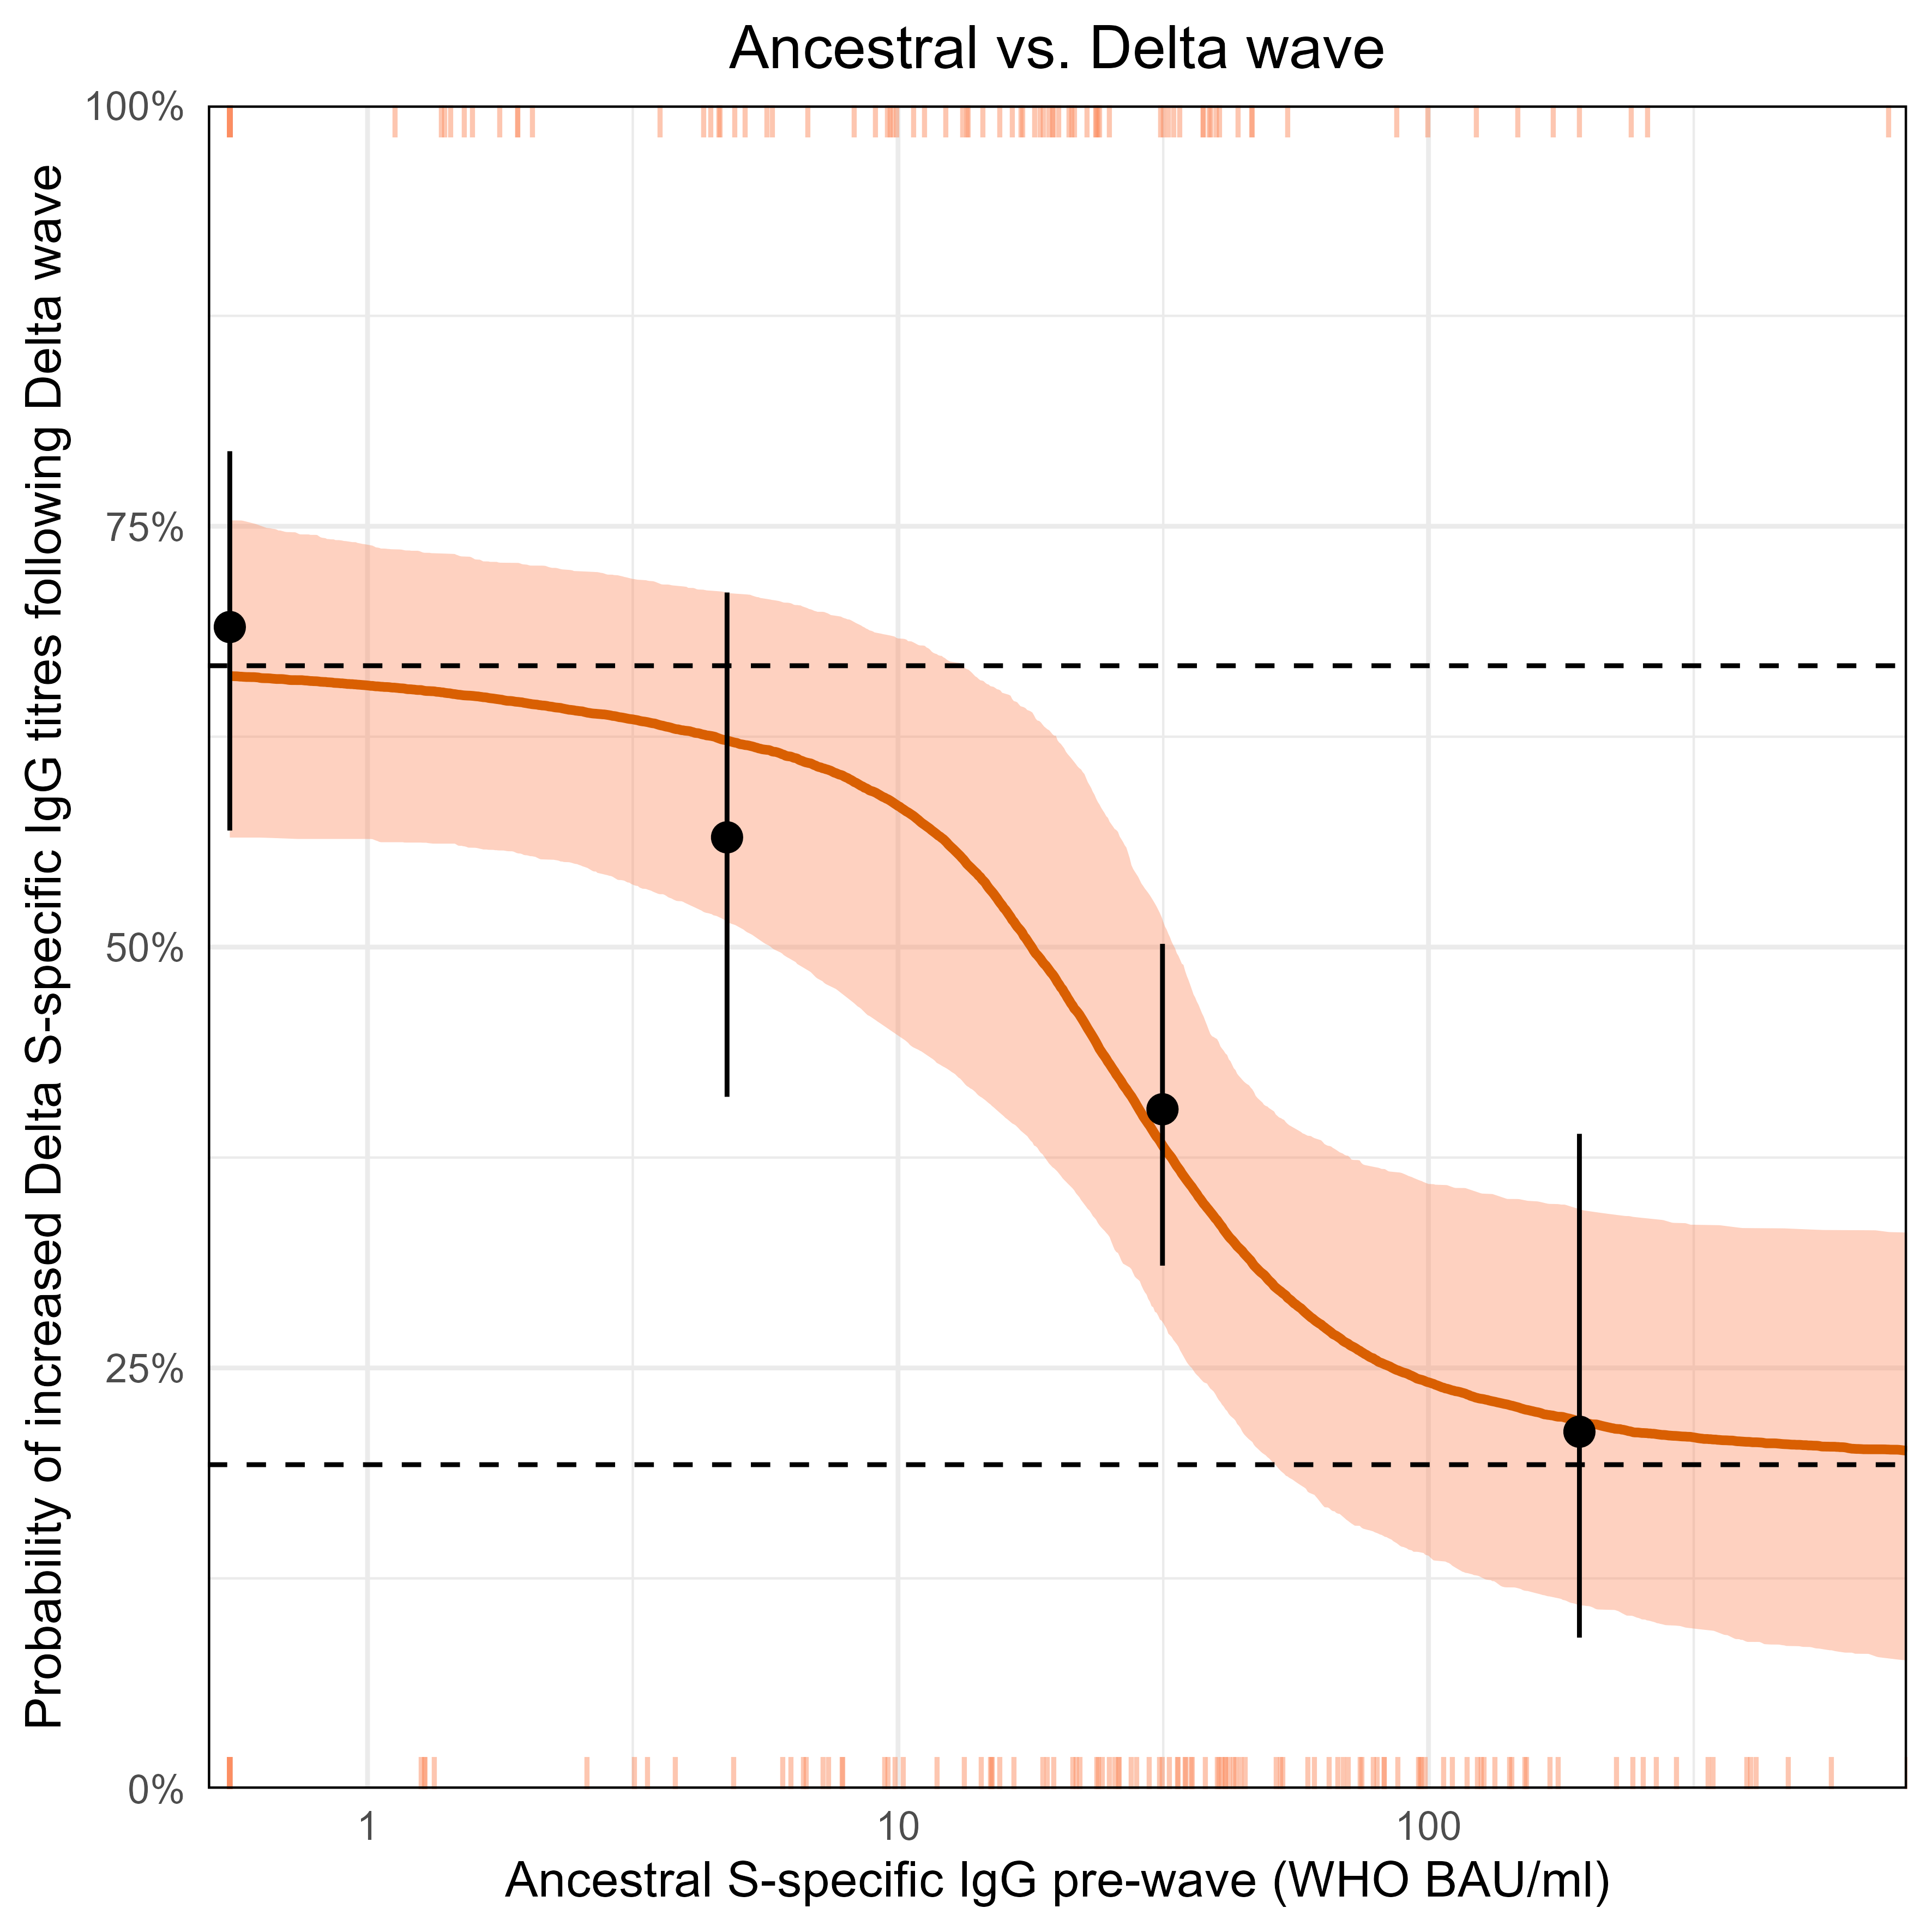 Ancestral vs. Delta wave
Probability of increased Delta S-specific IgG titres following Delta wave
100%
75%
50%
25%
0%
1
10
100
Ancestral S-specific IgG pre-wave (WHO BAU/ml)